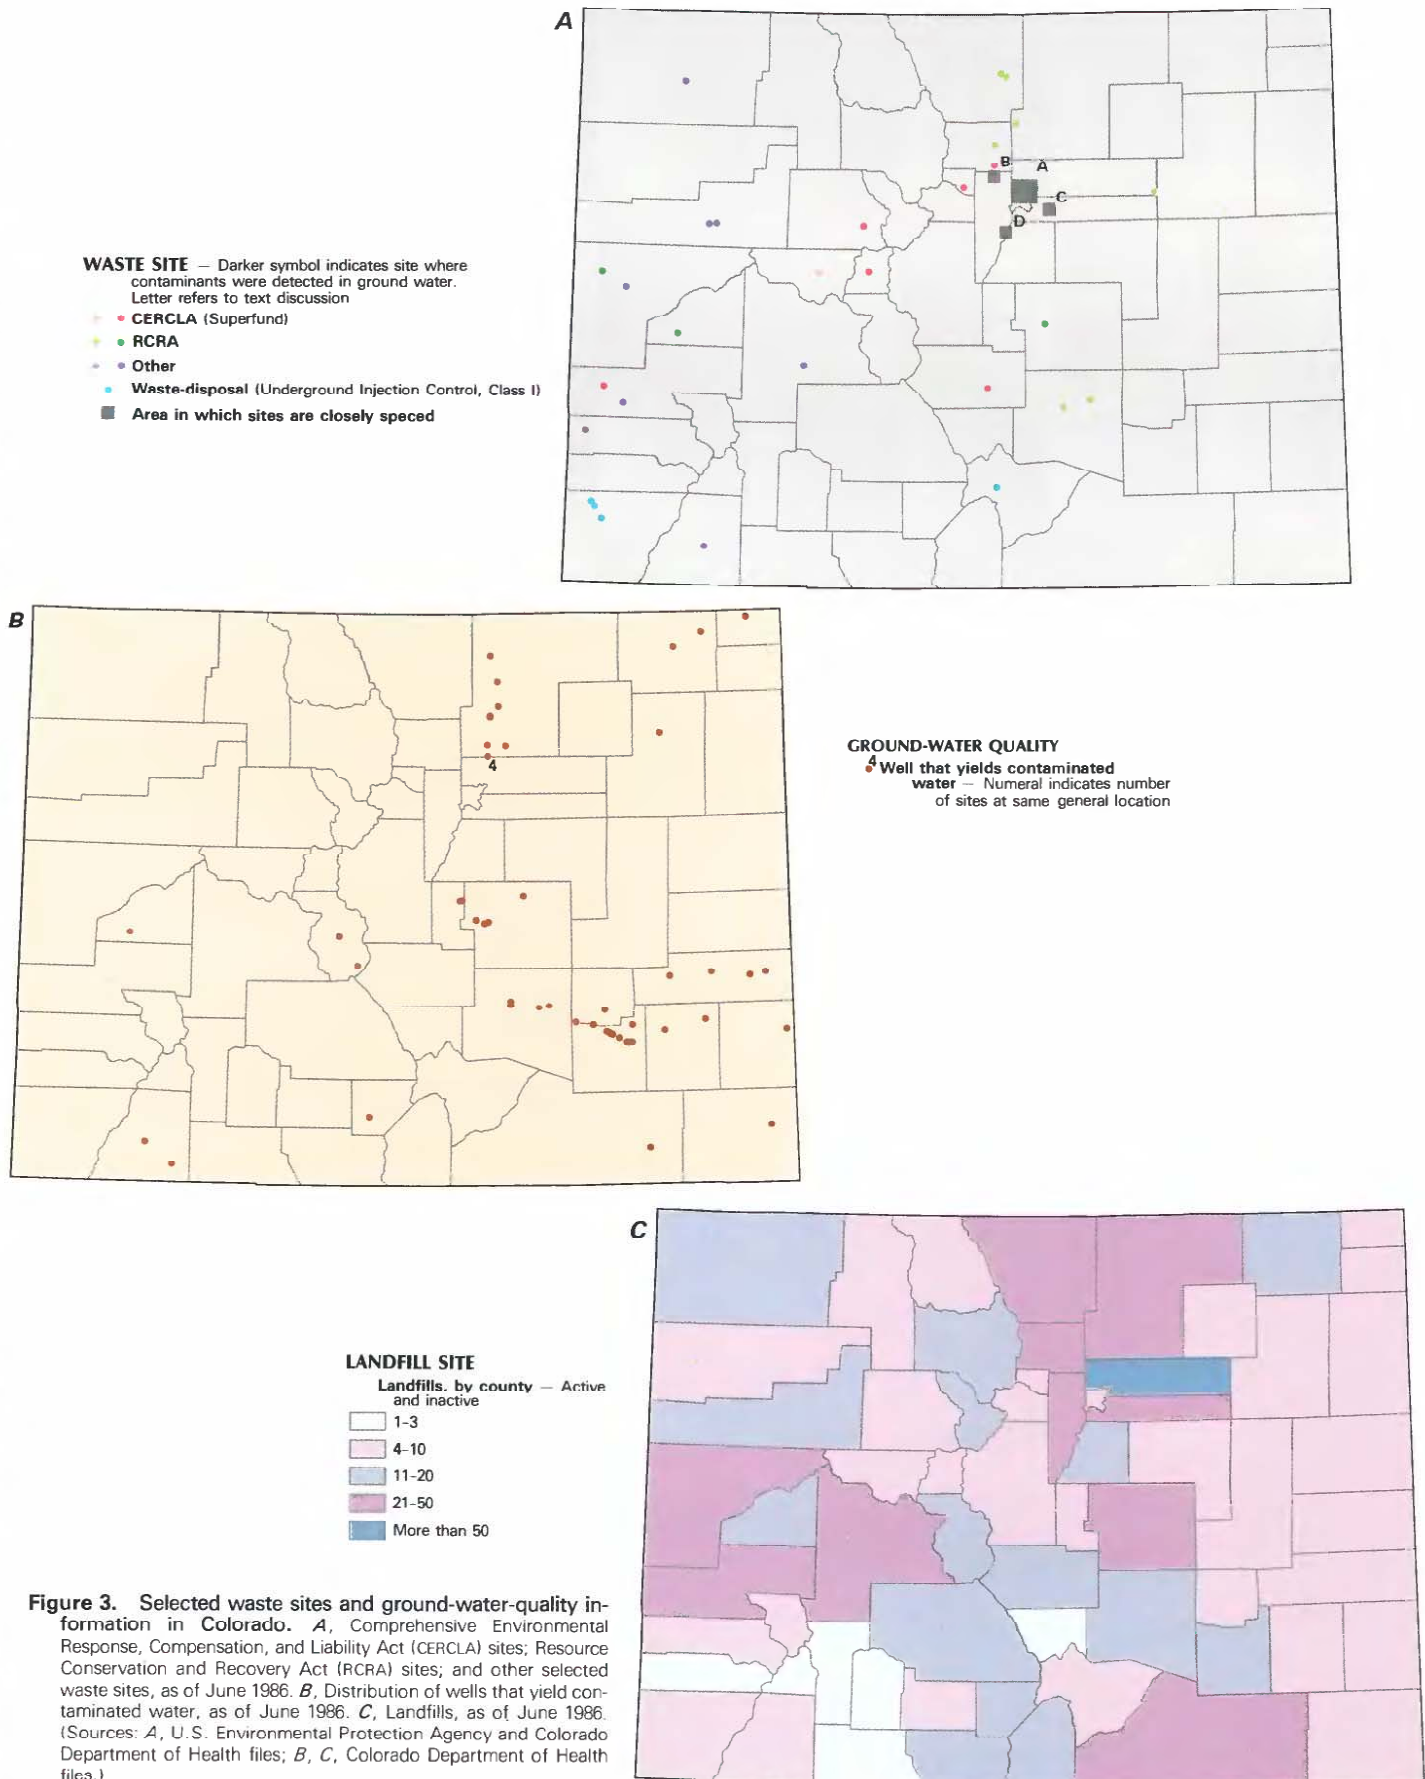 A
B
A
C
D
WASTE SITE — Darker symbol indicates site where
contaminants were detected in ground water.
Letter refers to text discussion
CERCLA (Superfund)
RCRA
Other
Waste-disposal (Underground Injection Control, Class I)
Area in which sites are closely speced
B
4
GROUND-WATER QUALITY
4 Well that yields contaminated
water — Numeral indicates number
of sites at same general location
C
LANDFILL SITE
Landfills, by county — Active
and inactive
1-3
4-10
11-20
21-50
More than 50
Figure 3. Selected waste sites and ground-water-quality in-
formation in Colorado. A, Comprehensive Environmental
Response, Compensation, and Liability Act (CERCLA) sites; Resource
Conservation and Recovery Act (RCRA) sites; and other selected
waste sites, as of June 1986. B, Distribution of wells that yield con-
taminated water, as of June 1986. C, Landfills, as of June 1986.
(Sources: A, U.S. Environmental Protection Agency and Colorado
Department of Health files; B, C, Colorado Department of Health
files.)